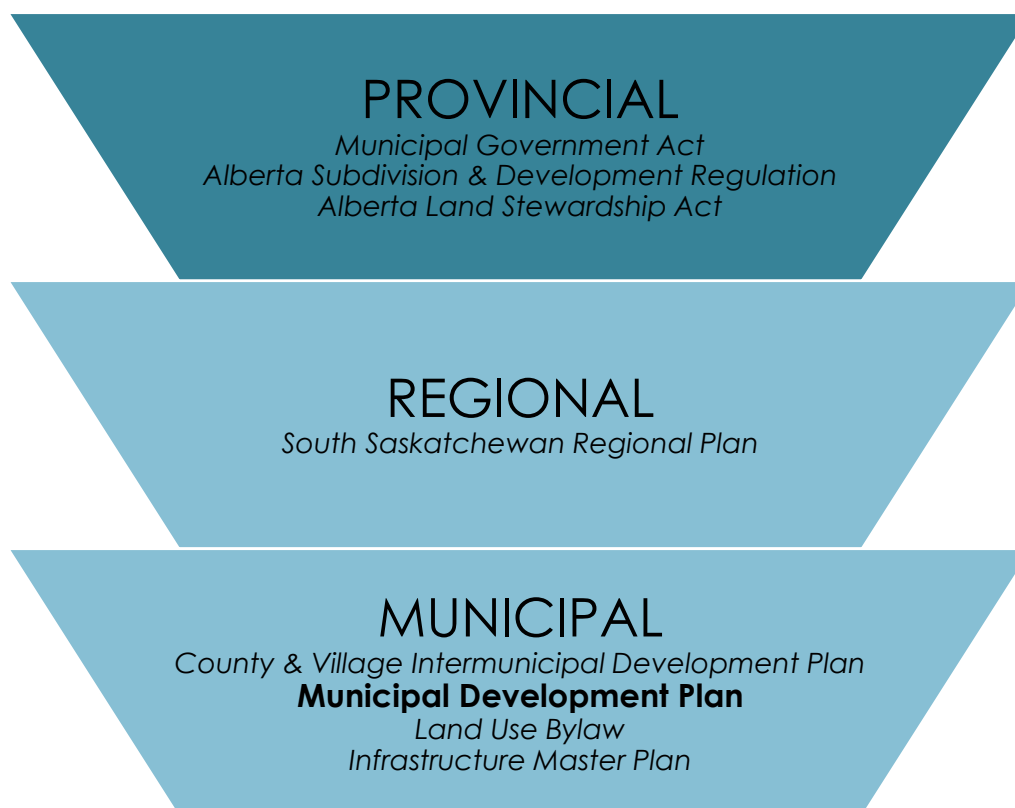 PROVINCIAL
Municipal Government Act
Alberta Subdivision & Development Regulation
Alberta Land Stewardship Act
REGIONAL
South Saskatchewan Regional Plan
MUNICIPAL
County & Village Intermunicipal Development Plan
Municipal Development Plan
Land Use Bylaw
Infrastructure Master Plan